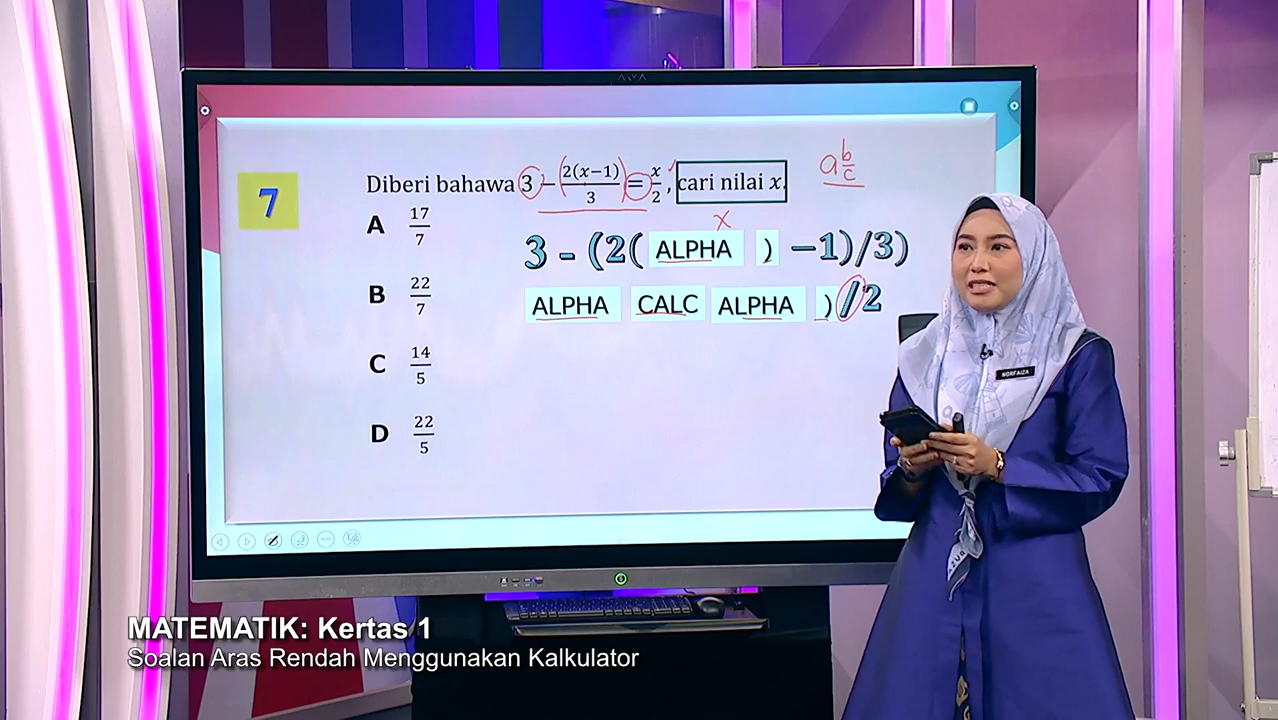 7
Diberi bahawa 3 − 2(x−1)/3 = x/2, cari nilai x.
a b/c
A 17/7
x
3 - (2( ALPHA ) −1)/3)
B 22/7
ALPHA CALC ALPHA ) /2
C 14/5
D 22/5
NORFAIZA
MATEMATIK: Kertas 1
Soalan Aras Rendah Menggunakan Kalkulator